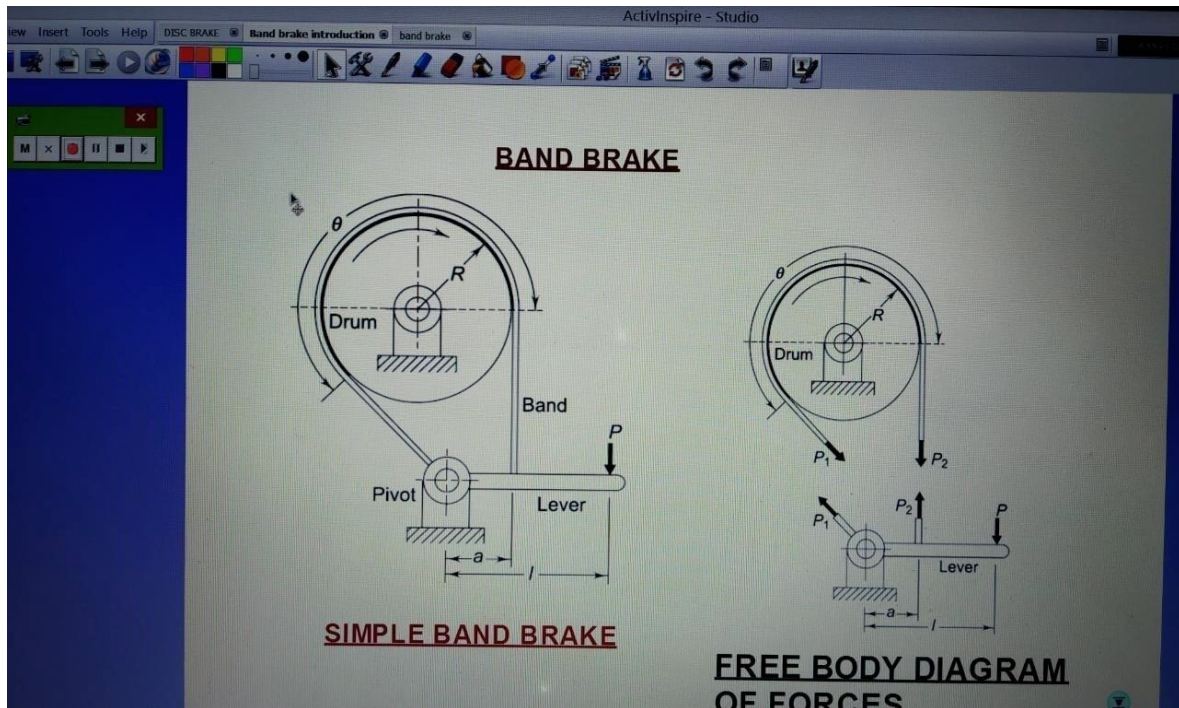 ActivInspire - Studio
iew Insert Tools Help DISC BRAKE Band brake introduction band brake
M
BAND BRAKE
θ
R
Drum
Band
P
Pivot
Lever
a
l
SIMPLE BAND BRAKE
θ
R
Drum
P1
P2
P1
P2
P
Lever
a
l
FREE BODY DIAGRAM
OF FORCES